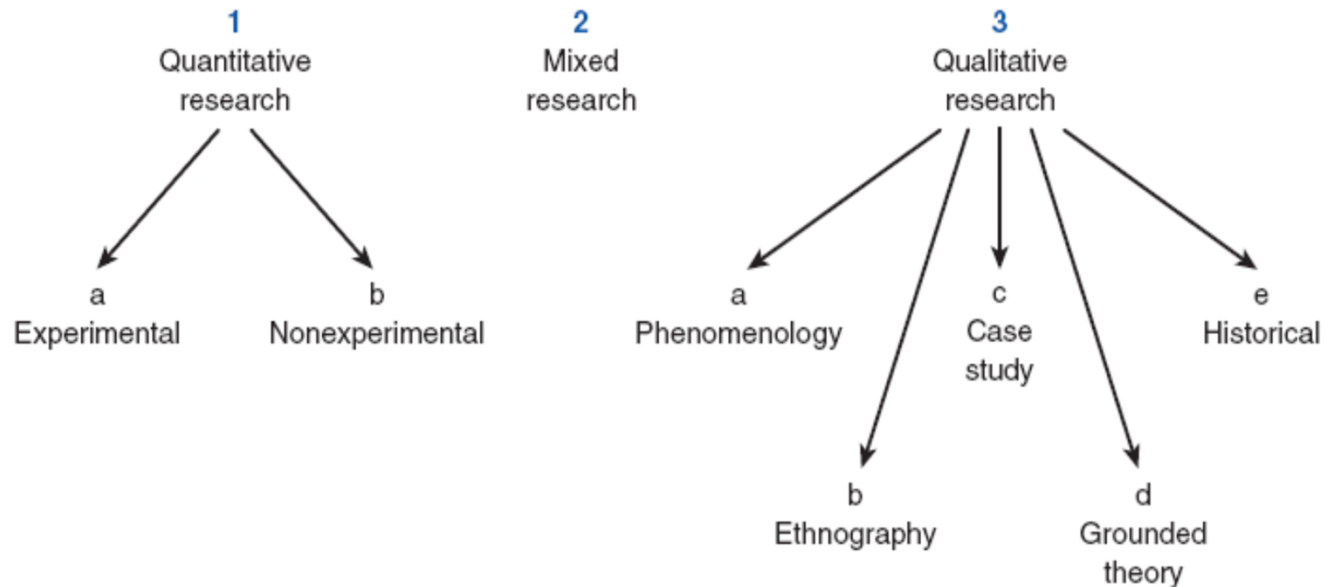 1
Quantitative
research
2
Mixed
research
3
Qualitative
research
a
Experimental
b
Nonexperimental
a
Phenomenology
b
Ethnography
c
Case
study
d
Grounded
theory
e
Historical